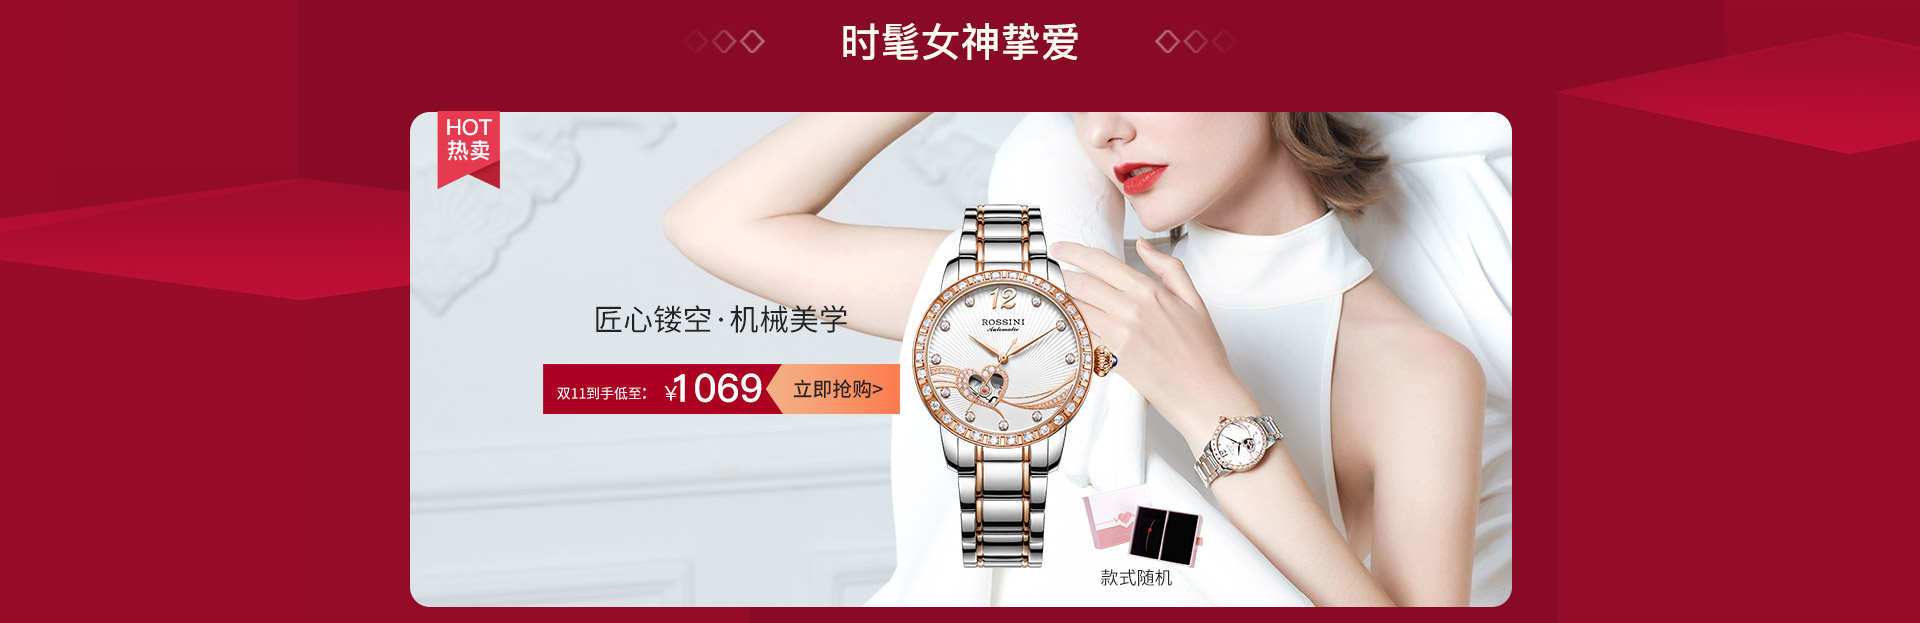 时髦女神挚爱
HOT
热卖
匠心镂空·机械美学
双11到手低至：¥1069
立即抢购>
12
ROSSINI
Automatic
款式随机